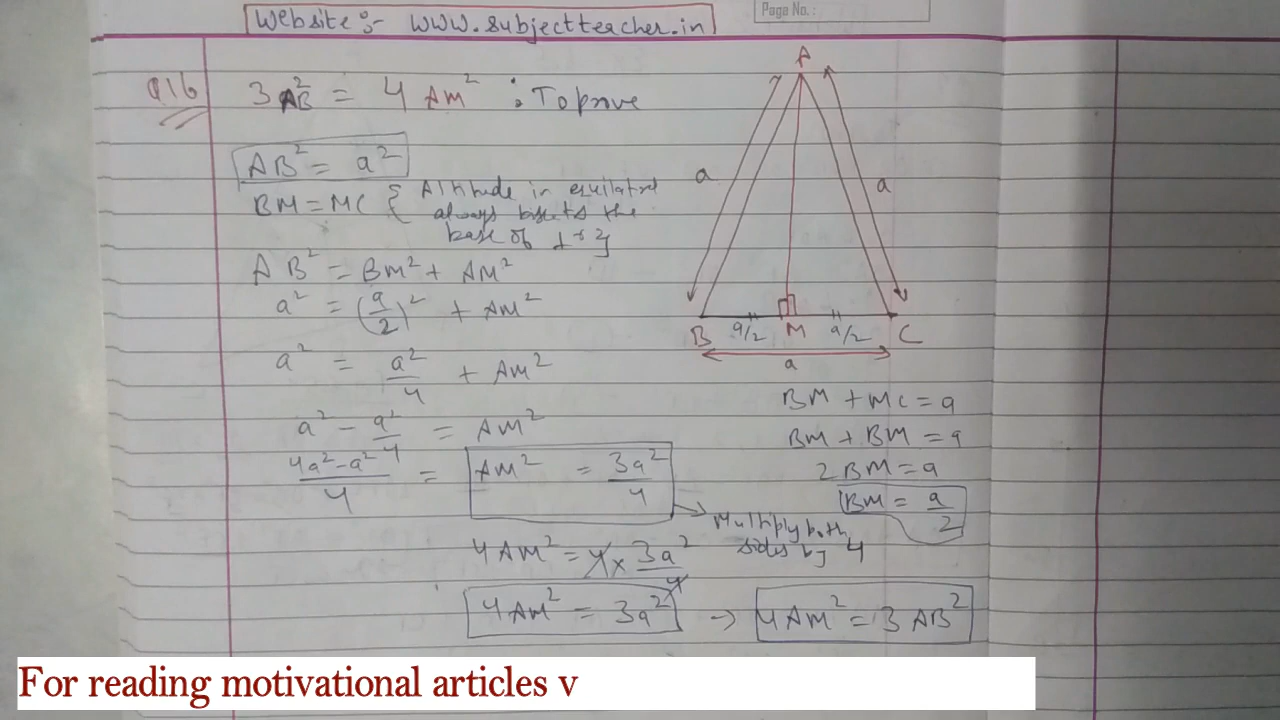 Website :- www.subjectteacher.in
Page No. :
Q16 3AB² = 4AM² : To prove
AB² = a²
BM = MC { Altitude in equilatrel
always bisects the
base of
AB² = BM² + AM²
a² = (a/2)² + AM²
a² = a²/4 + AM²
a² - a²/4 = AM²
4a²-a²/4 = AM² = 3a²/4
Multiply both
sides by 4
4AM² = 4 × 3a²/4
4AM² = 3a² → 4AM² = 3AB²
A
a
a
B a/2 M a/2 C
a
BM + MC = a
BM + BM = a
2BM = a
BM = a/2
For reading motivational articles v